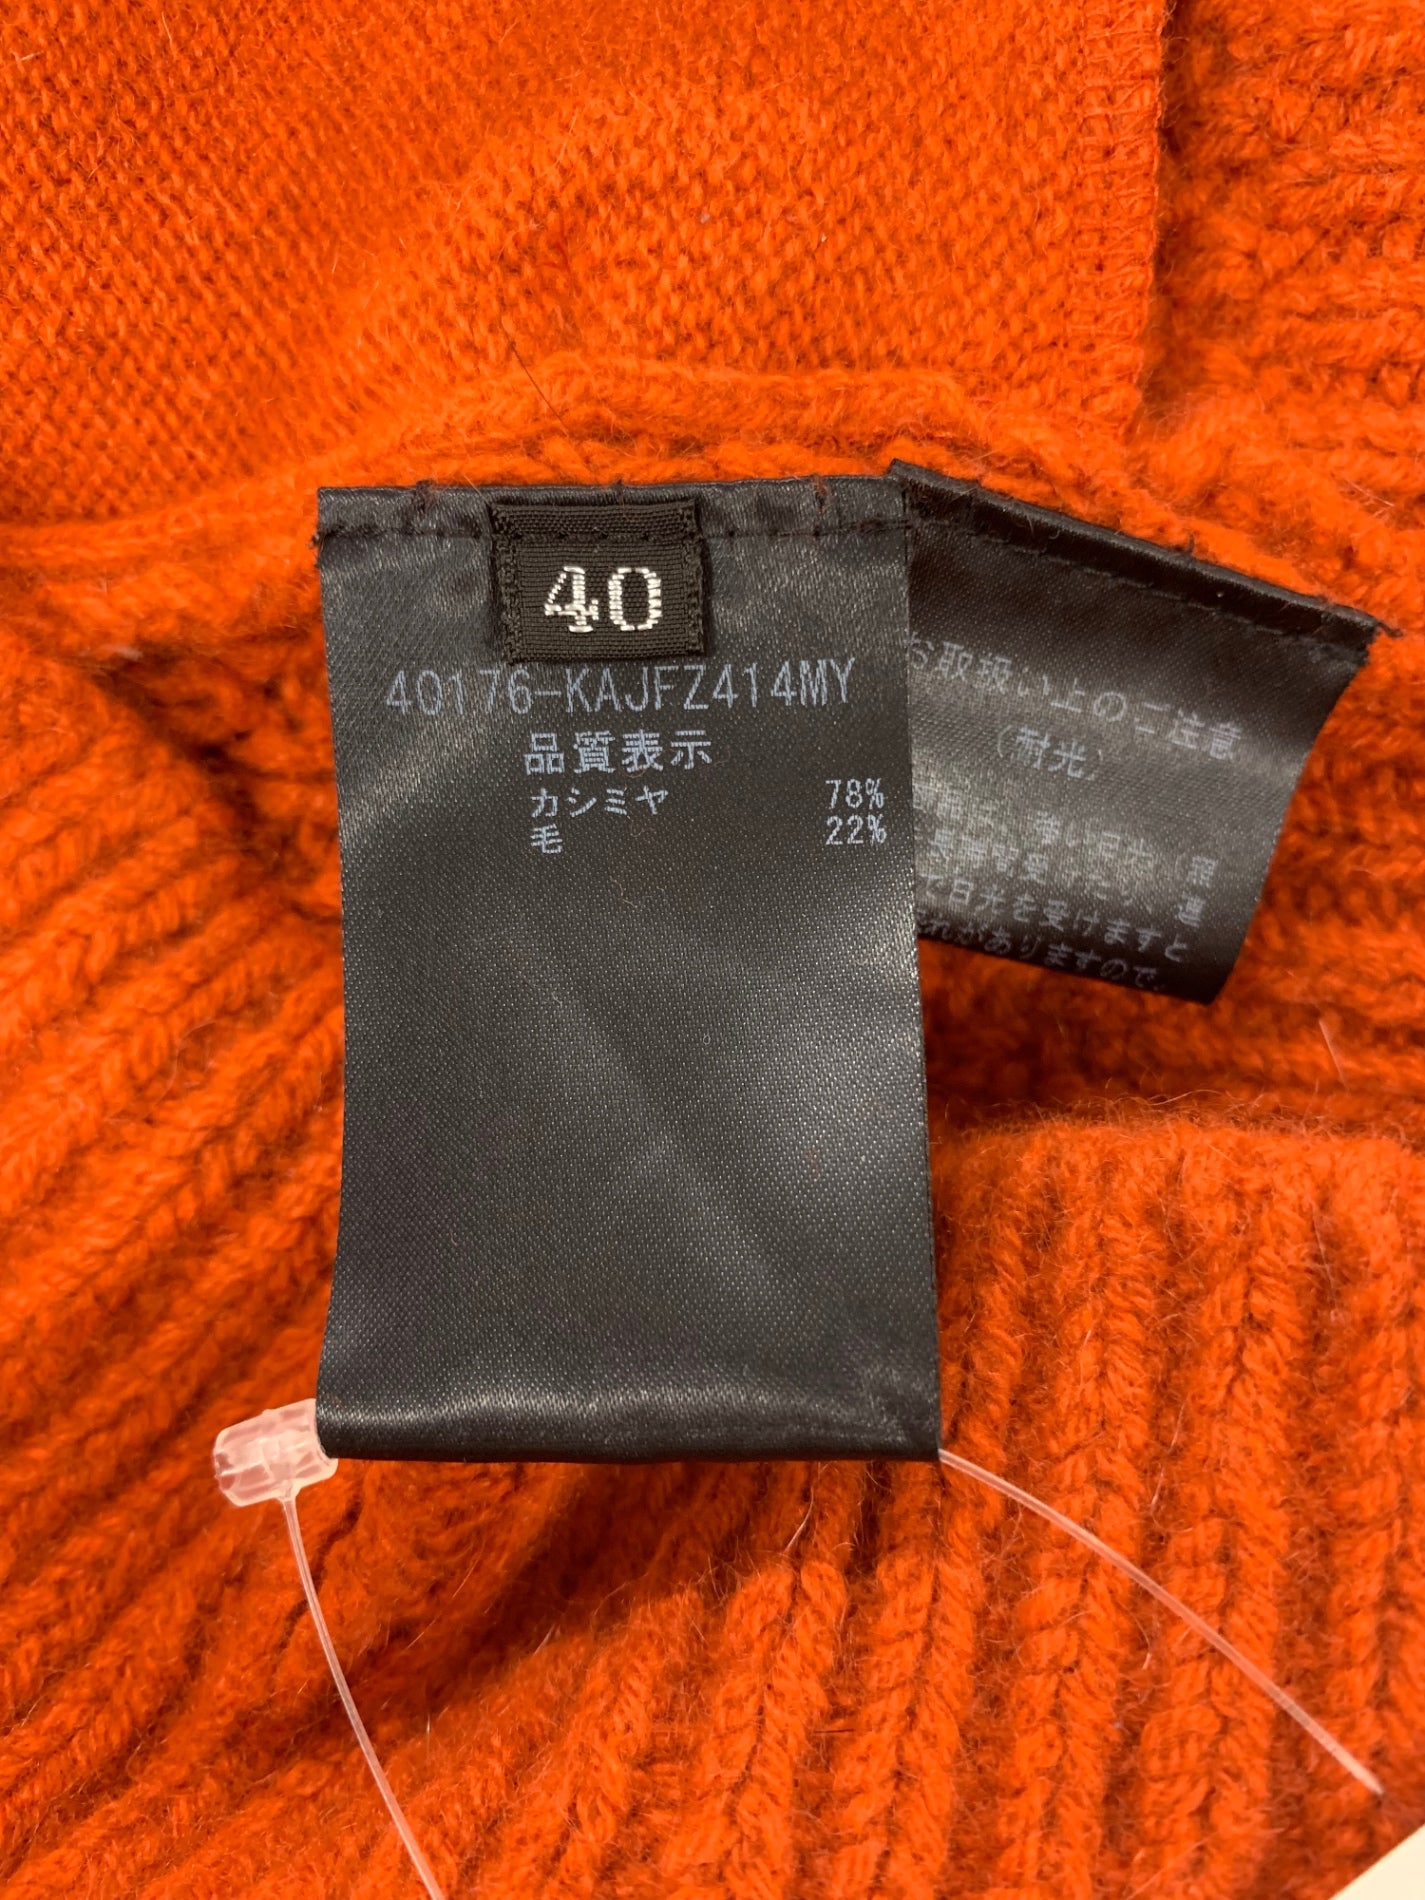 40
40176-KAJFZ414MY
品質表示
カシミヤ 78%
毛 22%
取扱い上のご注意
(耐光)
日光を受けますと
れがありますので、